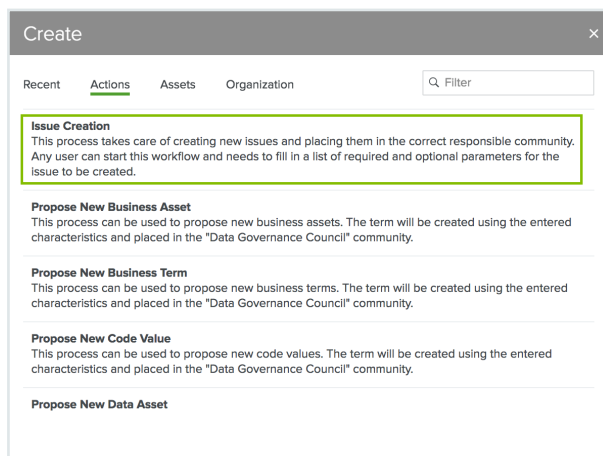 Create
×
Recent Actions Assets Organization Filter
Issue Creation
This process takes care of creating new issues and placing them in the correct responsible community.
Any user can start this workflow and needs to fill in a list of required and optional parameters for the
issue to be created.
Propose New Business Asset
This process can be used to propose new business assets. The term will be created using the entered
characteristics and placed in the "Data Governance Council" community.
Propose New Business Term
This process can be used to propose new business terms. The term will be created using the entered
characteristics and placed in the "Data Governance Council" community.
Propose New Code Value
This process can be used to propose new code values. The term will be created using the entered
characteristics and placed in the "Data Governance Council" community.
Propose New Data Asset